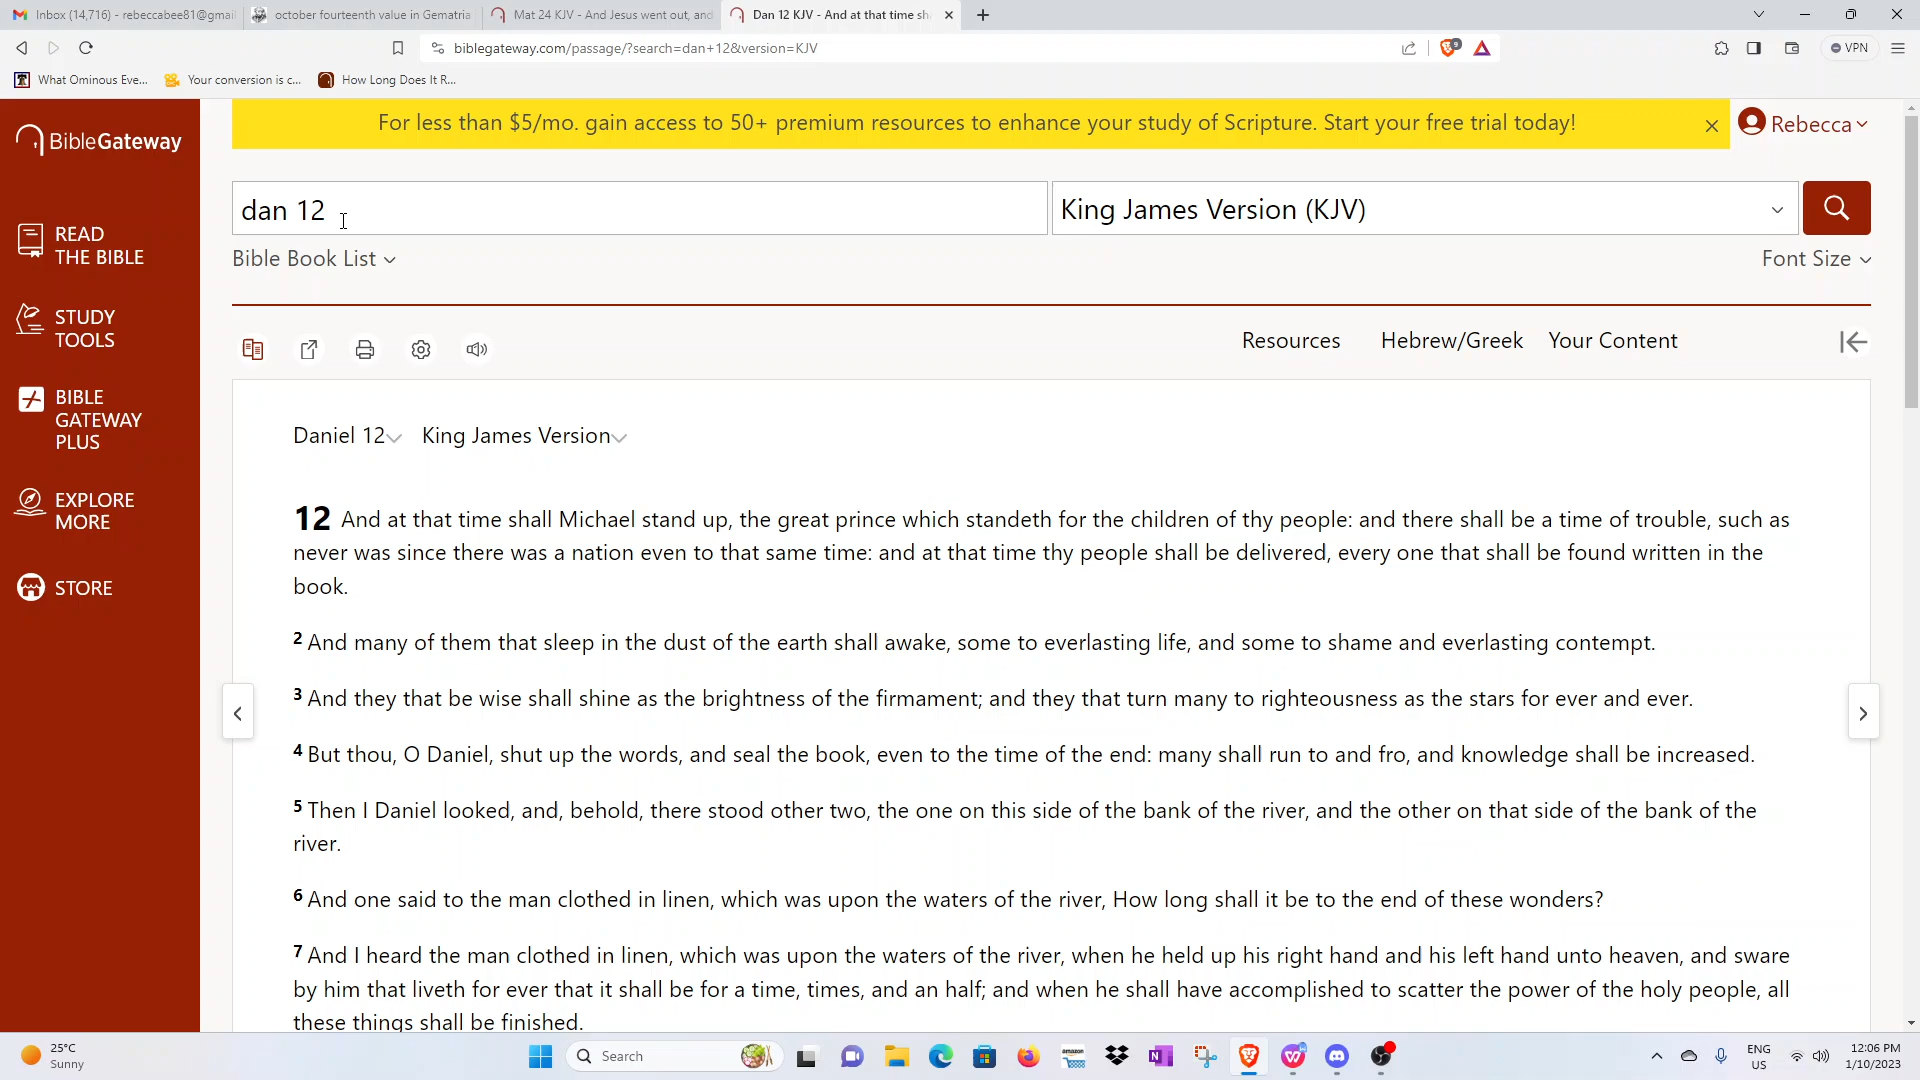 Inbox (14,716) - rebeccabee81@gmai
october fourteenth value in Gematria
Mat 24 KJV - And Jesus went out, and
Dan 12 KJV - And at that time sh
biblegateway.com/passage/?search=dan+12&version=KJV
9
VPN
What Ominous Eve...
Your conversion is c...
How Long Does It R...
BibleGateway
For less than $5/mo. gain access to 50+ premium resources to enhance your study of Scripture. Start your free trial today!
Rebecca
dan 12
King James Version (KJV)
READ
THE BIBLE
Bible Book List
Font Size
STUDY
TOOLS
Resources
Hebrew/Greek
Your Content
BIBLE
GATEWAY
PLUS
Daniel 12
King James Version
EXPLORE
MORE
STORE
12 And at that time shall Michael stand up, the great prince which standeth for the children of thy people: and there shall be a time of trouble, such as
never was since there was a nation even to that same time: and at that time thy people shall be delivered, every one that shall be found written in the
book.
2 And many of them that sleep in the dust of the earth shall awake, some to everlasting life, and some to shame and everlasting contempt.
3 And they that be wise shall shine as the brightness of the firmament; and they that turn many to righteousness as the stars for ever and ever.
4 But thou, O Daniel, shut up the words, and seal the book, even to the time of the end: many shall run to and fro, and knowledge shall be increased.
5 Then I Daniel looked, and, behold, there stood other two, the one on this side of the bank of the river, and the other on that side of the bank of the
river.
6 And one said to the man clothed in linen, which was upon the waters of the river, How long shall it be to the end of these wonders?
7 And I heard the man clothed in linen, which was upon the waters of the river, when he held up his right hand and his left hand unto heaven, and sware
by him that liveth for ever that it shall be for a time, times, and an half; and when he shall have accomplished to scatter the power of the holy people, all
these things shall be finished.
25°C
Sunny
Search
amazon
ENG
US
12:06 PM
1/10/2023